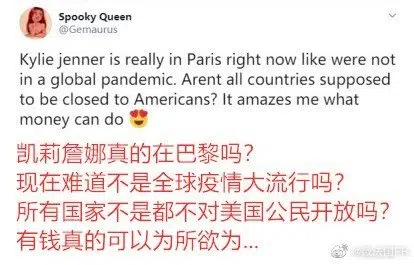 Spooky Queen
@Gemaurus
Kylie jenner is really in Paris right now like were not
in a global pandemic. Arent all countries supposed
to be closed to Americans? It amazes me what
money can do 😍
凯莉詹娜真的在巴黎吗？
现在难道不是全球疫情大流行吗？
所有国家不是都不对美国公民开放吗？
有钱真的可以为所欲为...